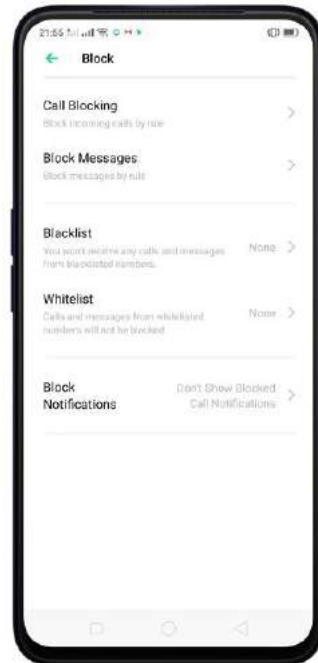 21:55
Block
Call Blocking
Block incoming calls by rule
Block Messages
Block messages by rule
Blacklist
You won't receive any calls and messages
from blacklisted numbers.
None
Whitelist
Calls and messages from whitelisted
numbers will not be blocked
None
Block
Notifications
Don't Show Blocked
Call Notifications